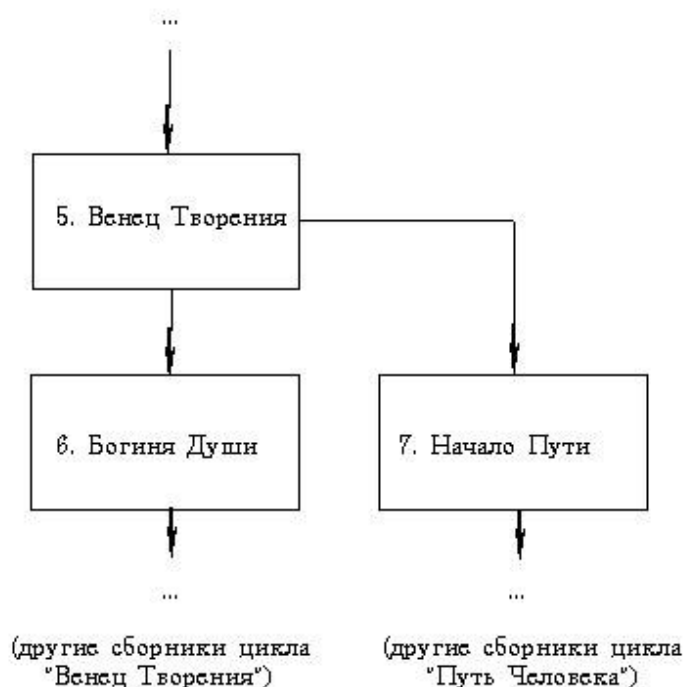 ...
5. Венец Творения
6. Богиня Души
7. Начало Пути
...
...
(другие сборники цикла
"Венец Творения")
(другие сборники цикла
"Путь Человека")